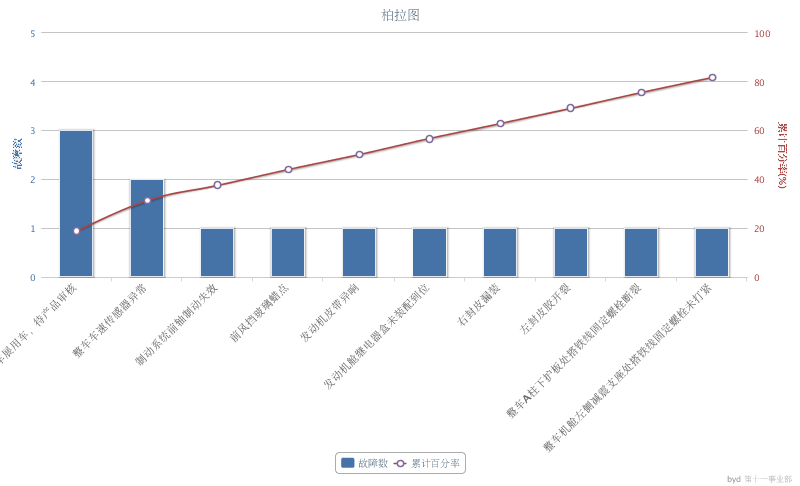 柏拉图
5
4
3
2
1
0
100
80
60
40
20
0
故障数
累计百分率(%)
车展用车，待产品审核
整车车速传感器异常
制动系统前轴制动失效
前风挡玻璃蜡点
发动机皮带异响
发动机舱继电器盒未装配到位
右封皮漏装
左封皮胶开裂
整车A柱下护板处搭铁线固定螺栓断裂
整车机舱左侧减震支座处搭铁线固定螺栓未打紧
故障数 累计百分率
byd 第十一事业部